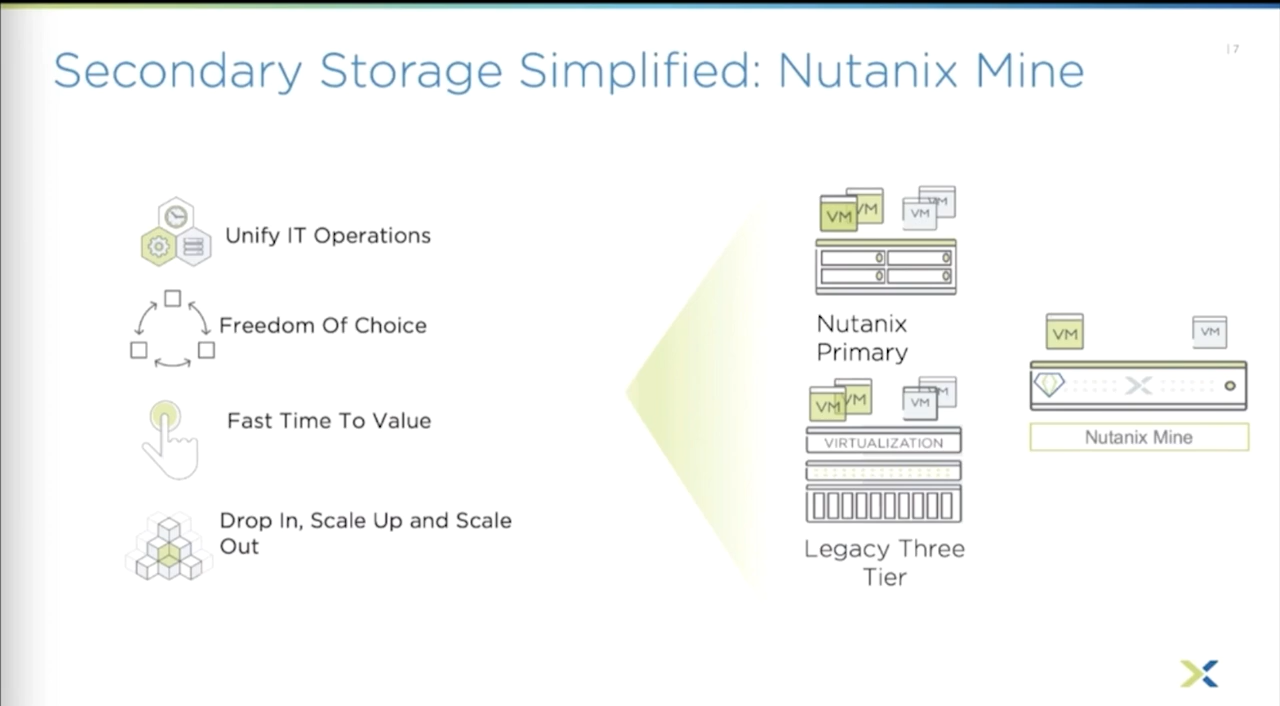 Secondary Storage Simplified: Nutanix Mine
| 7
Unify IT Operations
Freedom Of Choice
Fast Time To Value
Drop In, Scale Up and Scale
Out
VM VM VM VM
Nutanix
Primary
VM VM VM VM
VIRTUALIZATION
Legacy Three
Tier
VM VM
Nutanix Mine